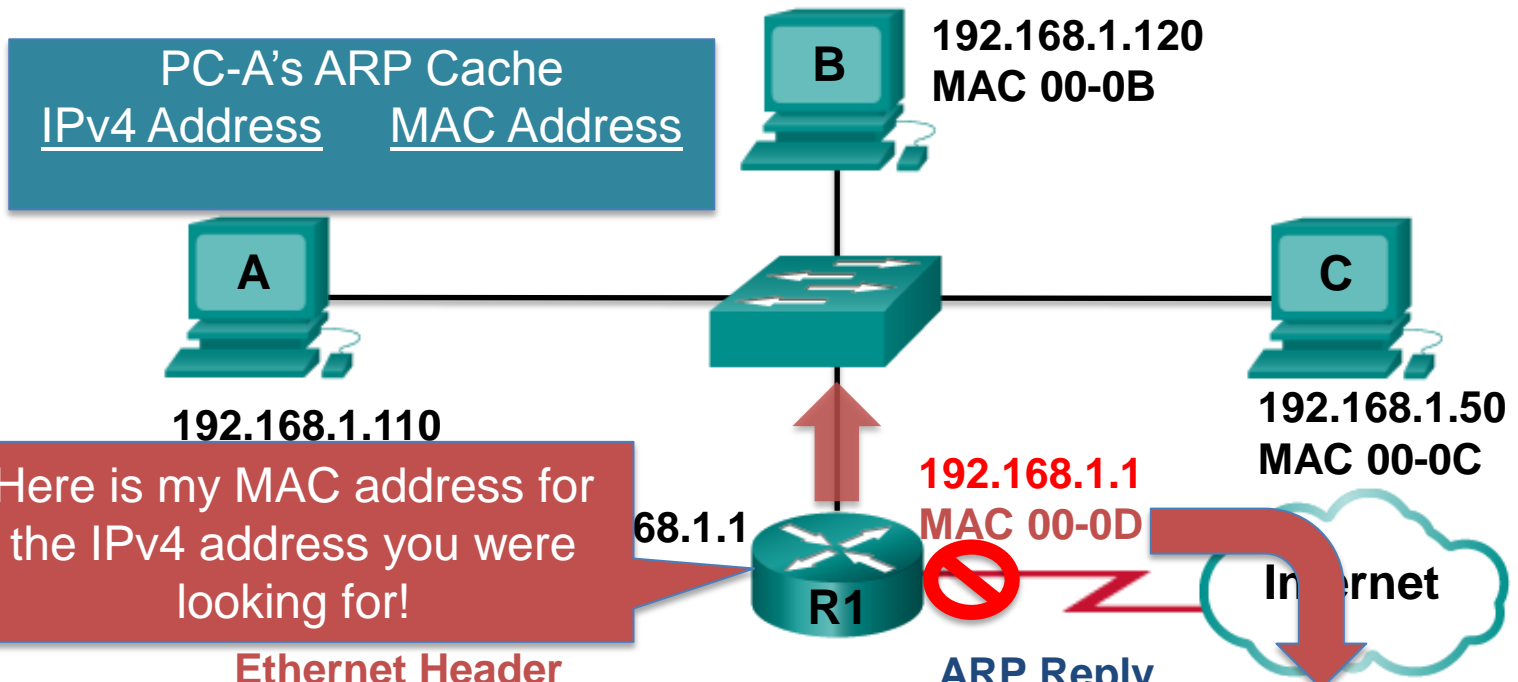 PC-A’s ARP Cache
IPv4 Address MAC Address
B
192.168.1.120
MAC 00-0B
A
C
192.168.1.110
192.168.1.50
MAC 00-0C
Here is my MAC address for
the IPv4 address you were
looking for!
68.1.1
192.168.1.1
MAC 00-0D
R1
Internet
Ethernet Header
ARP Reply